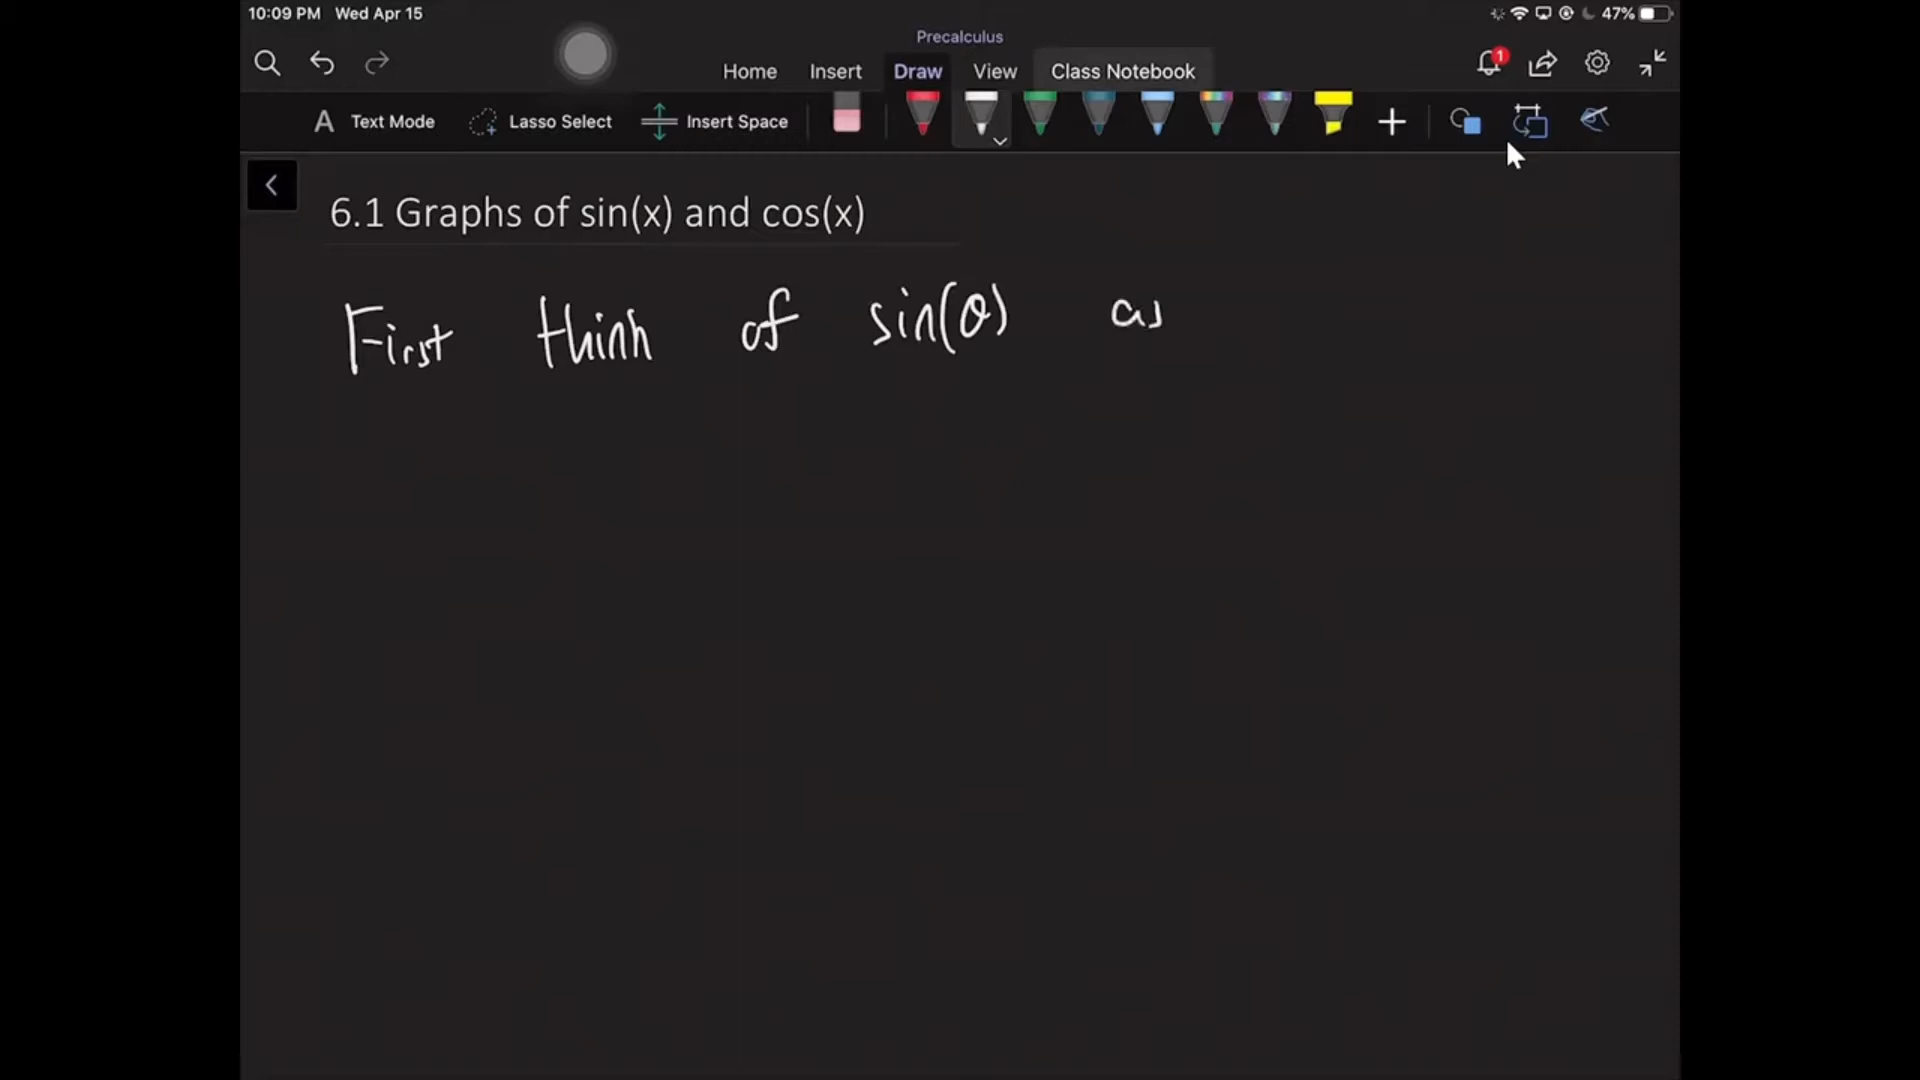 10:09 PM Wed Apr 15 47%
Precalculus
Home Insert Draw View Class Notebook 1
A Text Mode Lasso Select Insert Space
6.1 Graphs of sin(x) and cos(x)
First think of sin(θ) as